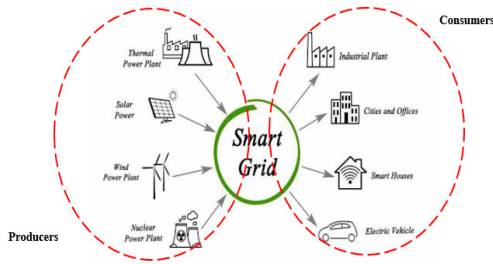 Consumers
Thermal
Power Plant
Industrial Plant
Solar
Power
Cities and Offices
Smart
Grid
Wind
Power Plant
Smart Houses
Nuclear
Power Plant
Electric Vehicle
Producers